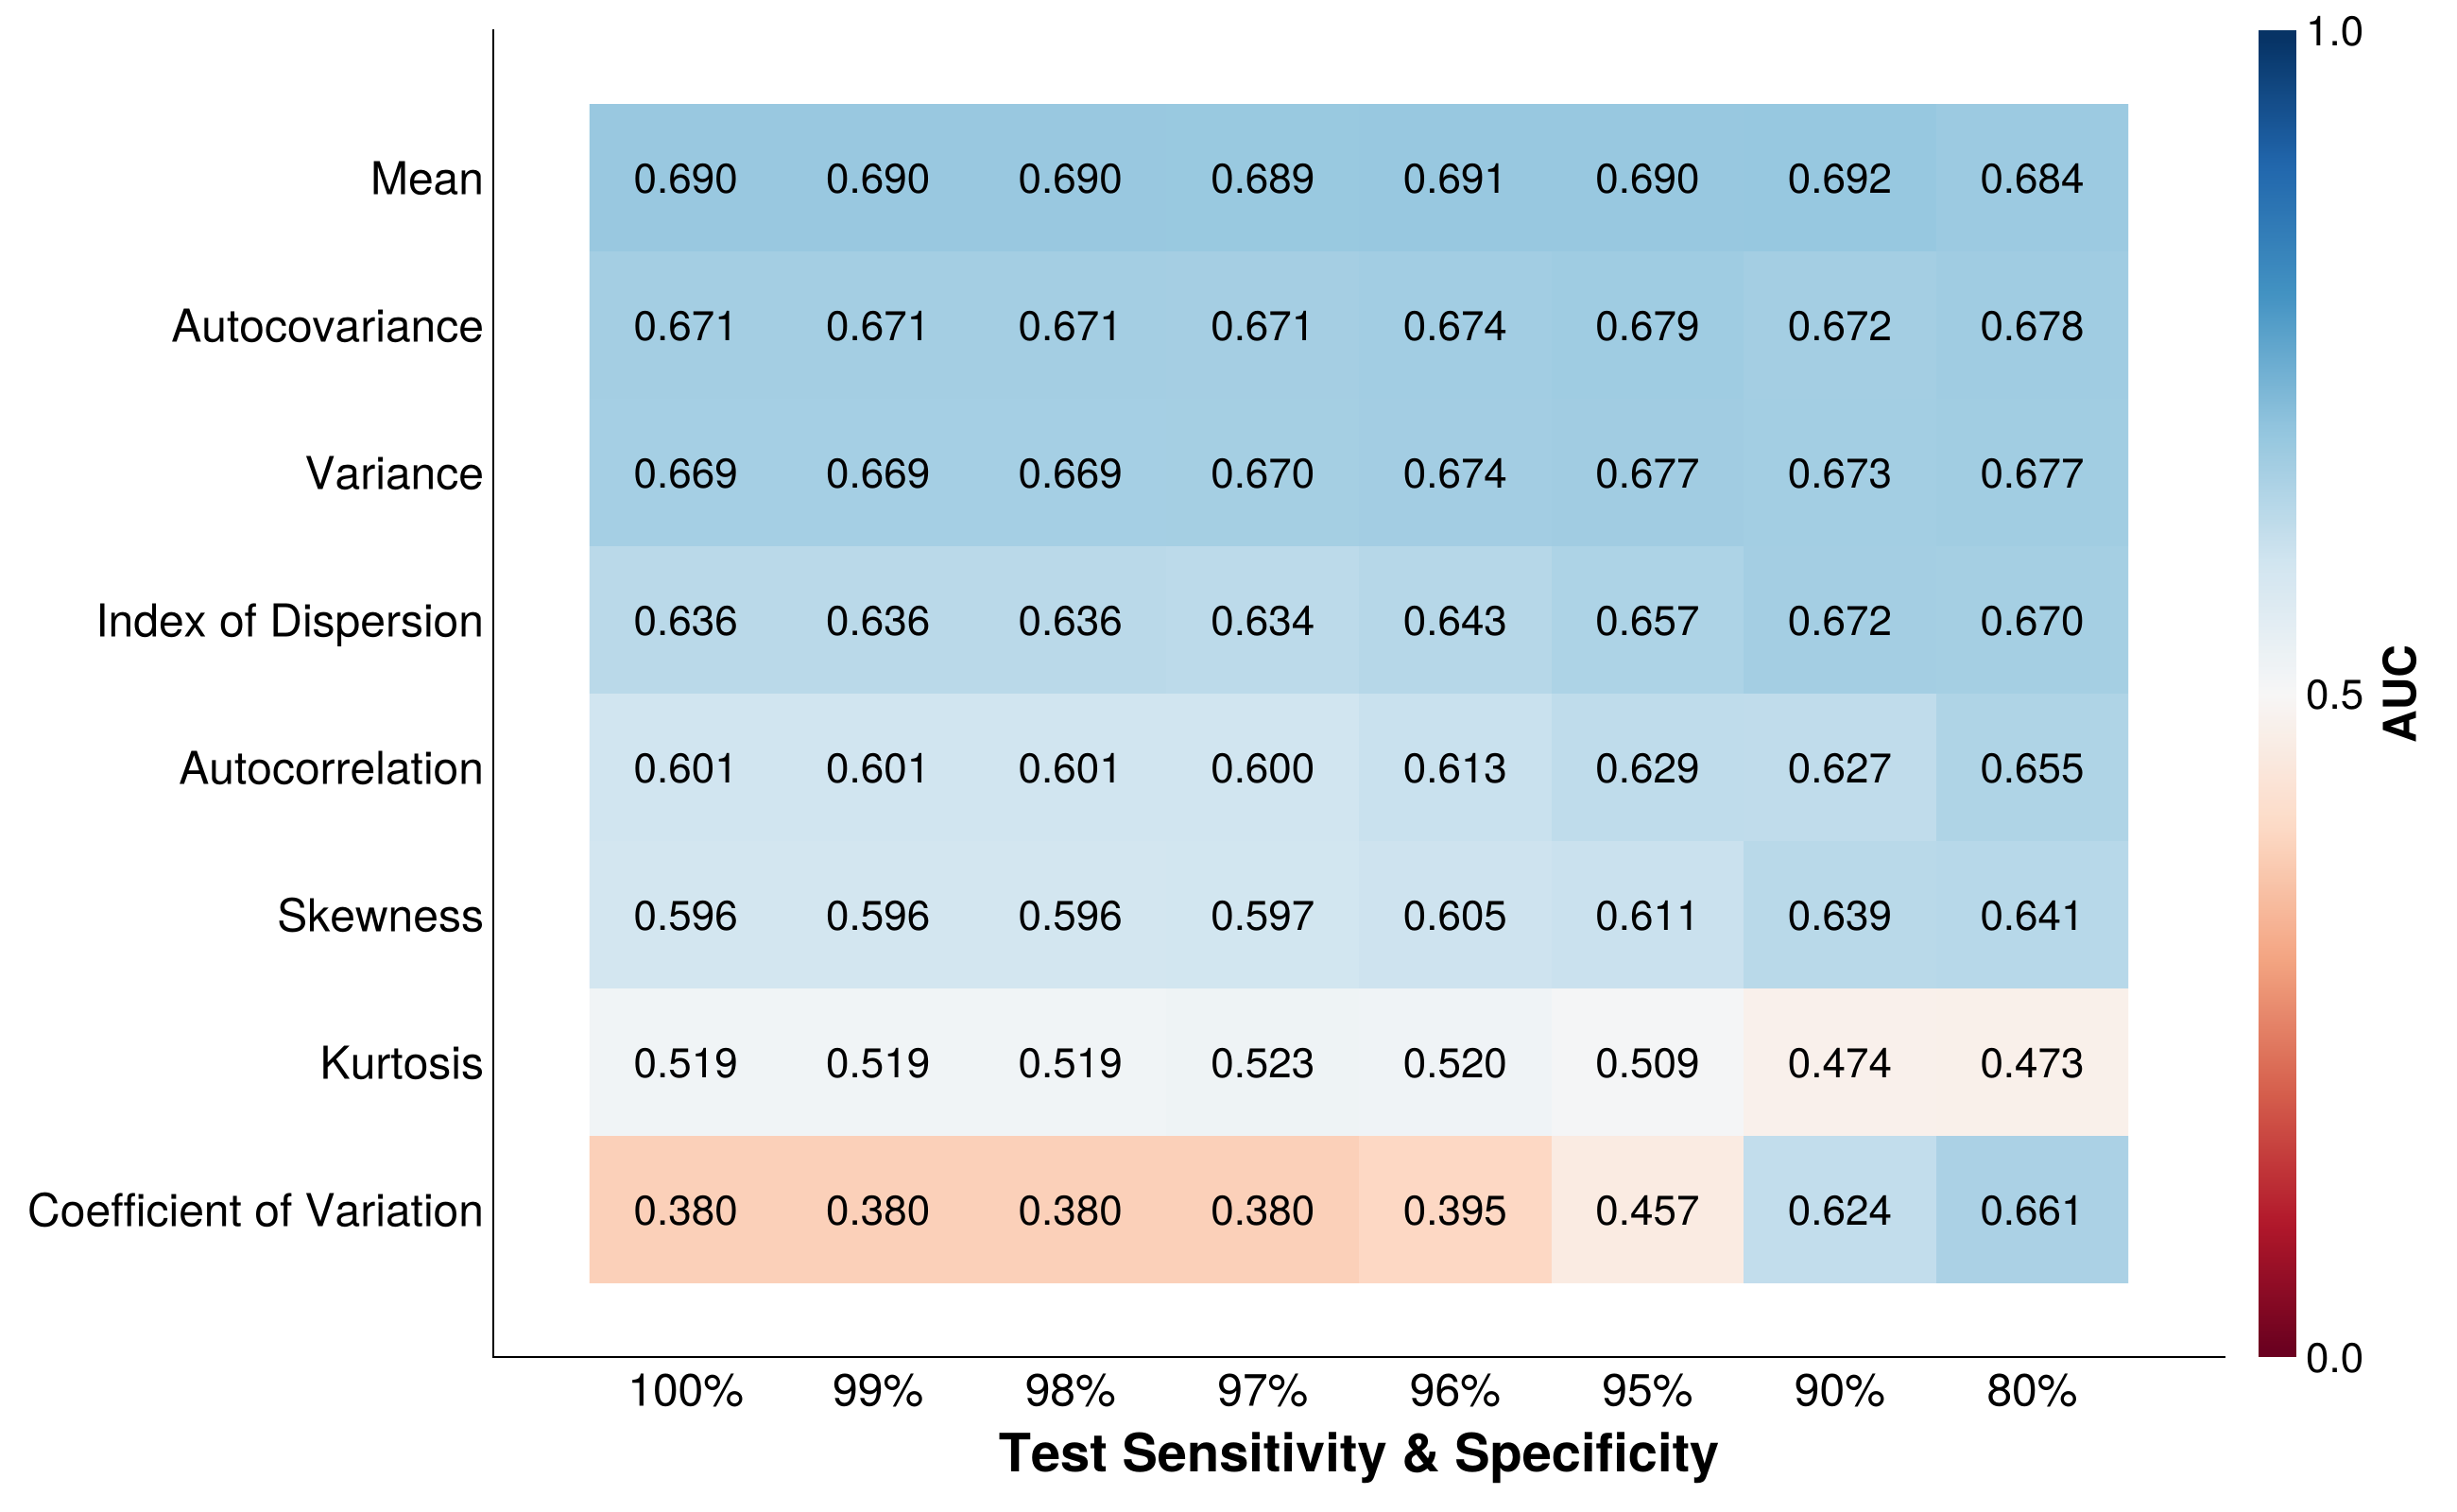 1.0
Mean 0.690 0.690 0.690 0.689 0.691 0.690 0.692 0.684
Autocovariance 0.671 0.671 0.671 0.671 0.674 0.679 0.672 0.678
Variance 0.669 0.669 0.669 0.670 0.674 0.677 0.673 0.677
Index of Dispersion 0.636 0.636 0.636 0.634 0.643 0.657 0.672 0.670
0.5
AUC
Autocorrelation 0.601 0.601 0.601 0.600 0.613 0.629 0.627 0.655
Skewness 0.596 0.596 0.596 0.597 0.605 0.611 0.639 0.641
Kurtosis 0.519 0.519 0.519 0.523 0.520 0.509 0.474 0.473
Coefficient of Variation 0.380 0.380 0.380 0.380 0.395 0.457 0.624 0.661
0.0
100% 99% 98% 97% 96% 95% 90% 80%
Test Sensitivity & Specificity